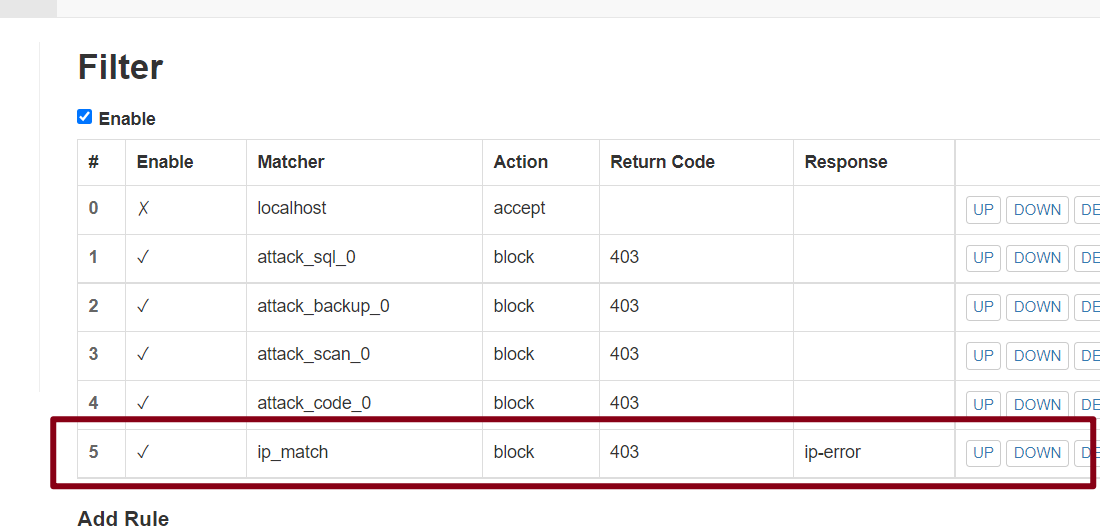 Filter
Enable
# Enable Matcher Action Return Code Response
0 ✗ localhost accept UP DOWN DE
1 ✓ attack_sql_0 block 403 UP DOWN DE
2 ✓ attack_backup_0 block 403 UP DOWN DE
3 ✓ attack_scan_0 block 403 UP DOWN DE
4 ✓ attack_code_0 block 403 UP DOWN DE
5 ✓ ip_match block 403 ip-error UP DOWN DE
Add Rule